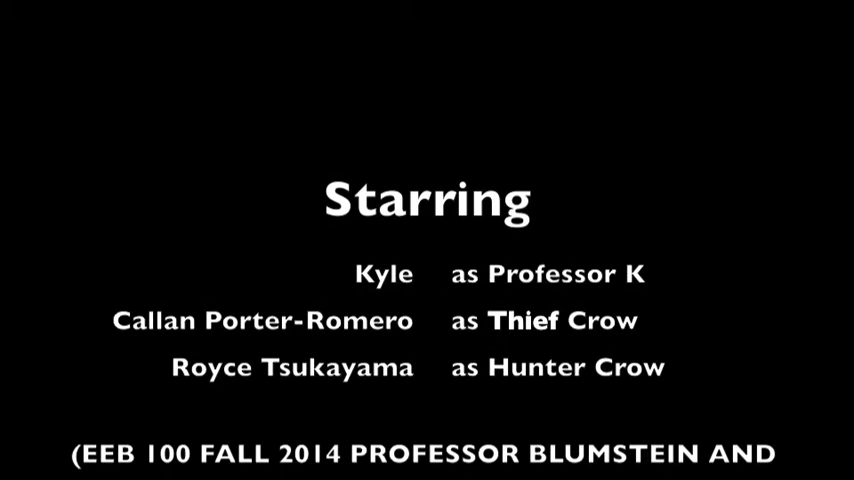 Starring
Kyle as Professor K
Callan Porter-Romero as Thief Crow
Royce Tsukayama as Hunter Crow
(EEB 100 FALL 2014 PROFESSOR BLUMSTEIN AND